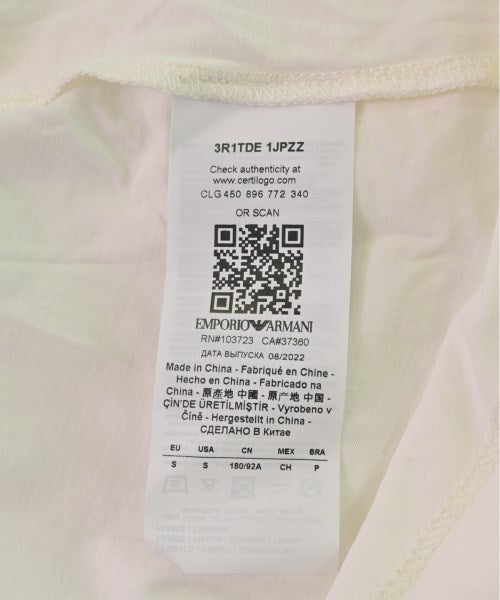 3R1TDE 1JPZZ
Check authenticity at
www.certilogo.com
CLG 450 896 772 340
OR SCAN
EMPORIO ARMANI
RN#103723 CA#37360
ДАТА ВЫПУСКА 08/2022
Made in China - Fabriqué en Chine -
Hecho en China - Fabricado na
China - 原產地 中國 - 原产地 中国 -
ÇİN'DE ÜRETİLMİŞTİR - Vyrobeno v
Číně - Hergestellt in China -
СДЕЛАНО В Китае
EU USA CN MEX BRA
S S 180/92A CH P